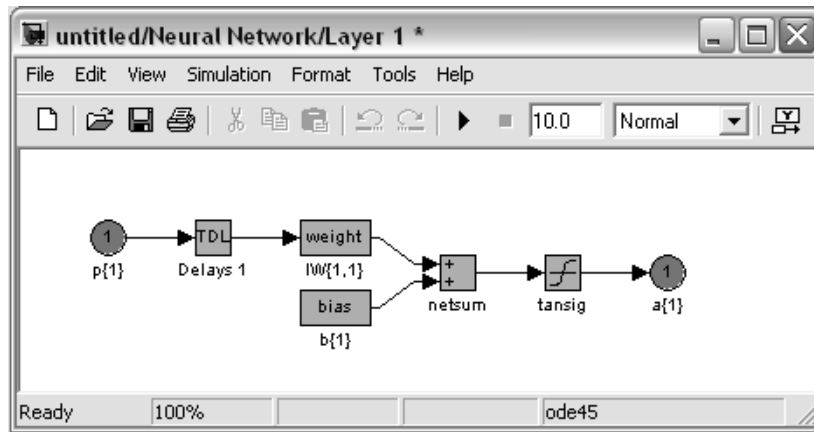 untitled/Neural Network/Layer 1 *
File Edit View Simulation Format Tools Help
10.0 Normal
1 TDL weight
p{1} Delays 1 IW{1,1}
+
+
bias netsum tansig 1
b{1} a{1}
Ready 100% ode45